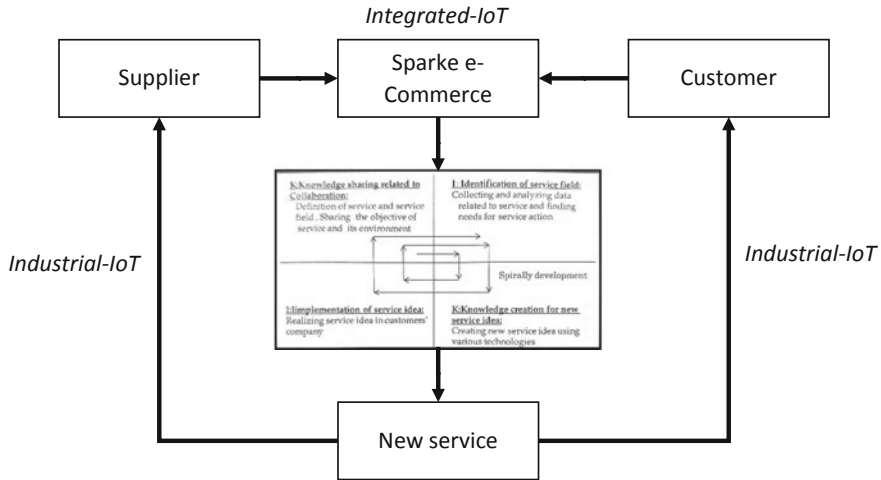 Integrated-IoT
Supplier
Sparke e-
Commerce
Customer
K:Knowledge sharing related to
Collaboration:
Definition of service and service
field . Sharing the objective of
service and its environment
I: Identification of service field:
Collecting and analyzing data
related to service and finding
needs for service action
Industrial-IoT
Industrial-IoT
Spirally development
I:Iimplementation of service idea:
Realizing service idea in customers'
company
K:Knowledge creation for new
service idea:
Creating new service idea using
various technologies
New service